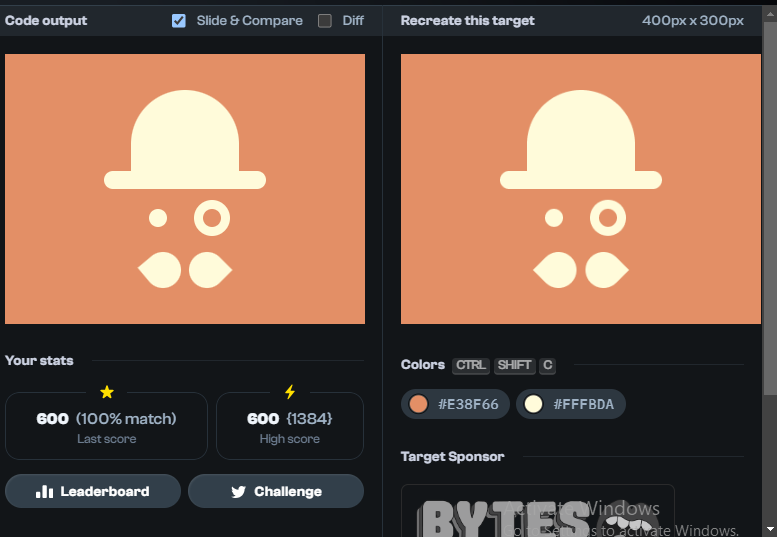 Code output
Slide & Compare
Diff
Recreate this target
400px x 300px
Your stats
600 (100% match)
Last score
600 {1384}
High score
Leaderboard
Challenge
Colors CTRL SHIFT C
#E38F66
#FFFBDA
Target Sponsor
BYTES
Activate Windows
Go to Settings to activate Windows.